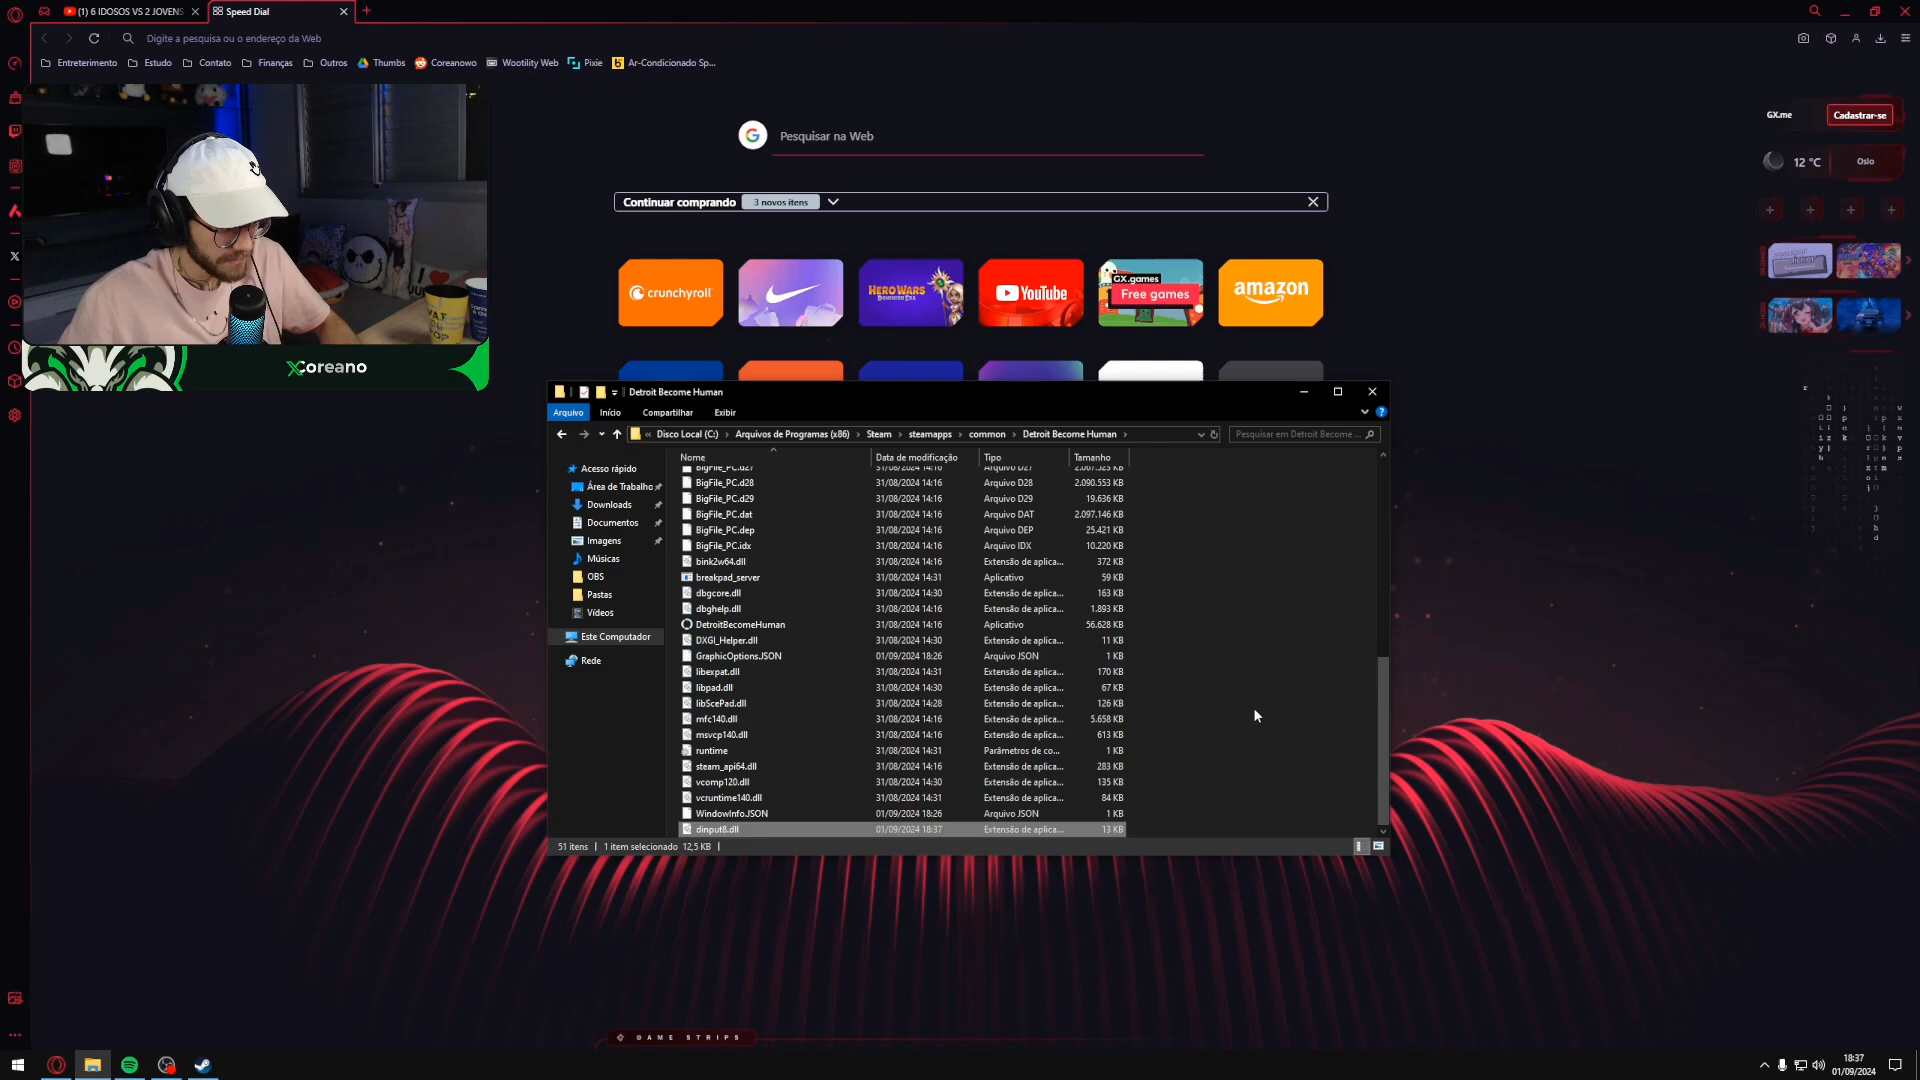 (1) 6 IDOSOS VS 2 JOVENS
Speed Dial
Digite a pesquisa ou o endereço da Web
Entreterimento
Estudo
Contato
Finanças
Outros
Thumbs
Coreanowo
Wootility Web
Pixie
Ar-Condicionado Sp...
GX.me
Cadastrar-se
12 °C
Oslo
Pesquisar na Web
Continuar comprando
3 novos itens
crunchyroll
HERO WARS
DOMINION ERA
YouTube
GX.games
Free games
amazon
Coreano
Detroit Become Human
Arquivo
Início
Compartilhar
Exibir
« Disco Local (C:) › Arquivos de Programas (x86) › Steam › steamapps › common › Detroit Become Human ›
Pesquisar em Detroit Become ...
Nome Data de modificação Tipo Tamanho
BigFile_PC.d27 31/08/2024 14:16 Arquivo D27 2.067.323 KB
BigFile_PC.d28 31/08/2024 14:16 Arquivo D28 2.090.553 KB
BigFile_PC.d29 31/08/2024 14:16 Arquivo D29 19.636 KB
BigFile_PC.dat 31/08/2024 14:16 Arquivo DAT 2.097.146 KB
BigFile_PC.dep 31/08/2024 14:16 Arquivo DEP 25.421 KB
BigFile_PC.idx 31/08/2024 14:16 Arquivo IDX 10.220 KB
bink2w64.dll 31/08/2024 14:16 Extensão de aplica... 372 KB
breakpad_server 31/08/2024 14:31 Aplicativo 59 KB
dbgcore.dll 31/08/2024 14:30 Extensão de aplica... 163 KB
dbghelp.dll 31/08/2024 14:16 Extensão de aplica... 1.893 KB
DetroitBecomeHuman 31/08/2024 14:16 Aplicativo 56.628 KB
DXGI_Helper.dll 31/08/2024 14:30 Extensão de aplica... 11 KB
GraphicOptions.JSON 01/09/2024 18:26 Arquivo JSON 1 KB
libexpat.dll 31/08/2024 14:31 Extensão de aplica... 170 KB
libpad.dll 31/08/2024 14:30 Extensão de aplica... 67 KB
libScePad.dll 31/08/2024 14:28 Extensão de aplica... 126 KB
mfc140.dll 31/08/2024 14:16 Extensão de aplica... 5.658 KB
msvcp140.dll 31/08/2024 14:16 Extensão de aplica... 613 KB
runtime 31/08/2024 14:31 Parâmetros de co... 1 KB
steam_api64.dll 31/08/2024 14:16 Extensão de aplica... 283 KB
vcomp120.dll 31/08/2024 14:30 Extensão de aplica... 135 KB
vcruntime140.dll 31/08/2024 14:31 Extensão de aplica... 84 KB
WindowInfo.JSON 01/09/2024 18:26 Arquivo JSON 1 KB
dinput8.dll 01/09/2024 18:37 Extensão de aplica... 13 KB
Acesso rápido
Área de Trabalho
Downloads
Documentos
Imagens
Músicas
OBS
Pastas
Vídeos
Este Computador
Rede
51 itens
1 item selecionado 12,5 KB
GAME STRIPS
18:37
01/09/2024